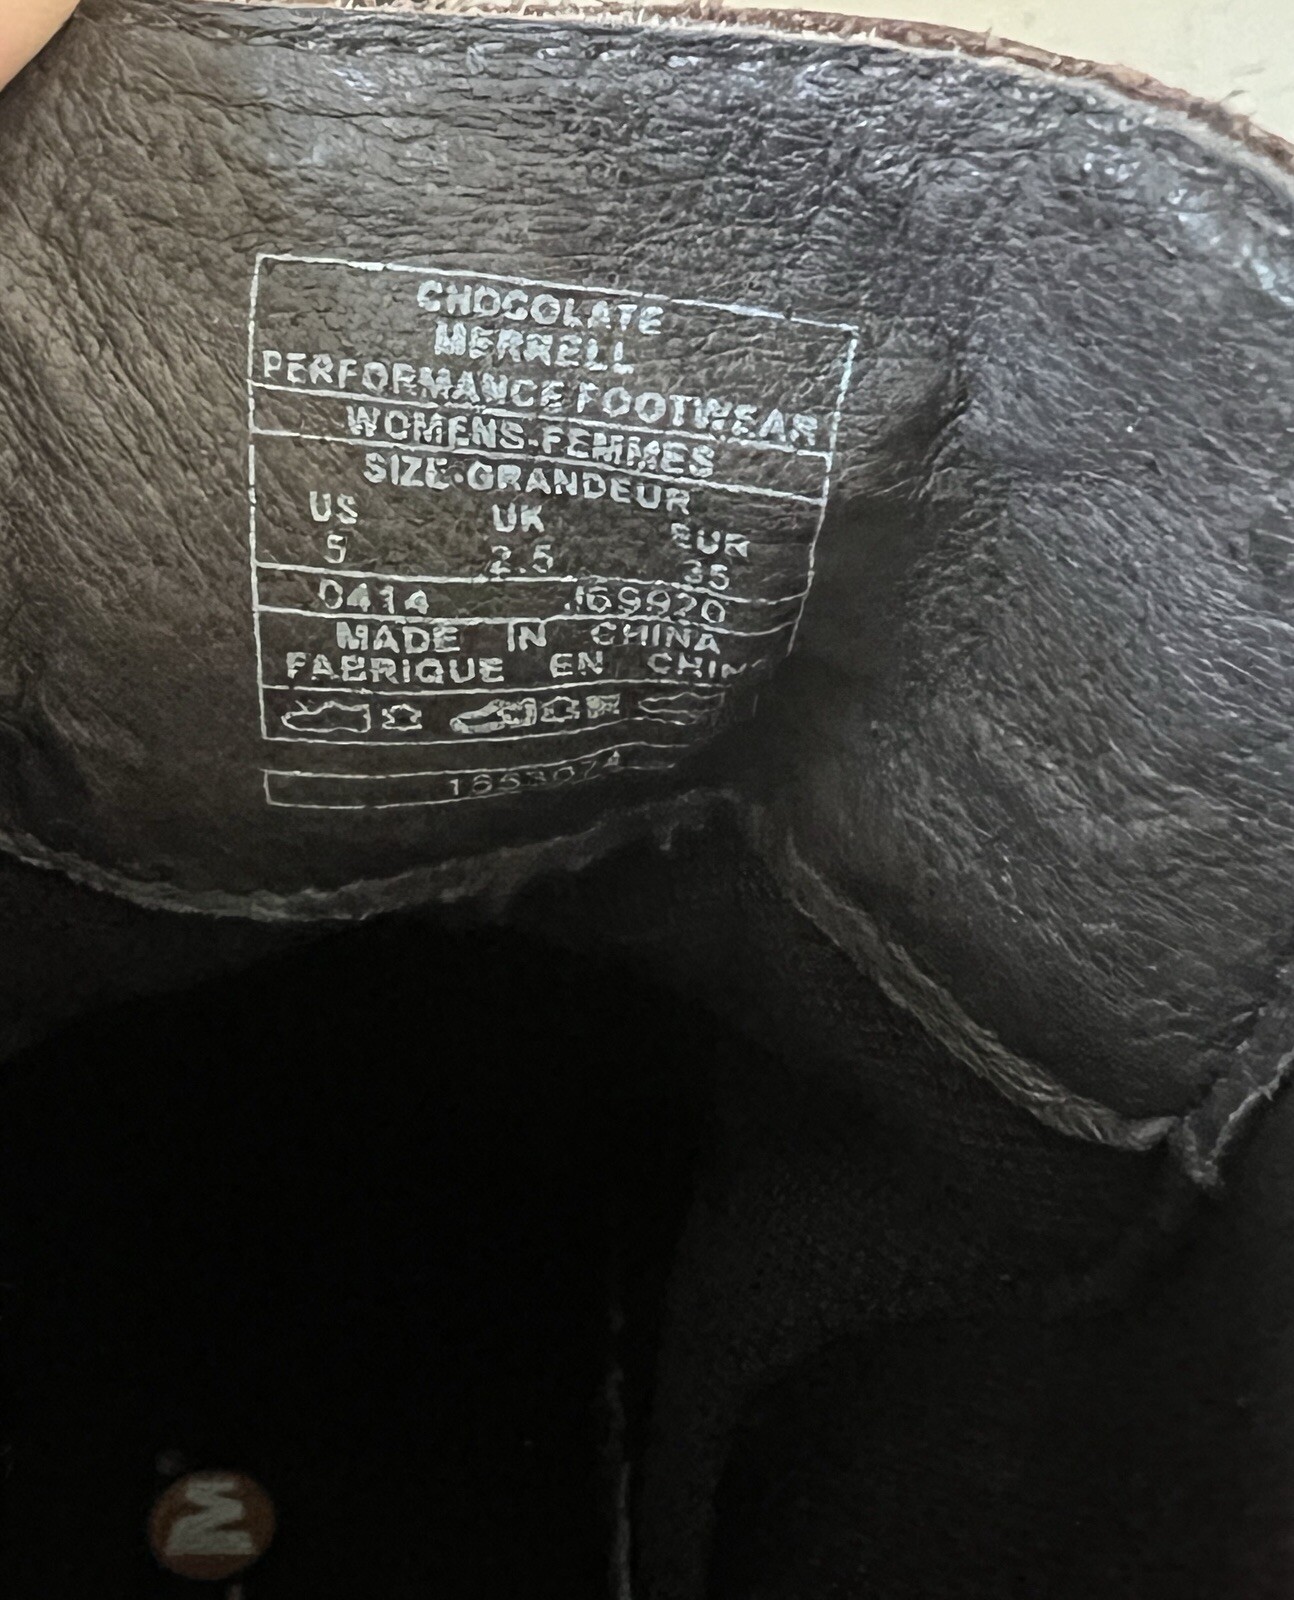 CHOCOLATE
MERRELL
PERFORMANCE FOOTWEAR
WOMENS-FEMMES
SIZE•GRANDEUR
US UK EUR
5 2.5 35
0414 J69920
MADE IN CHINA
FABRIQUE EN
M